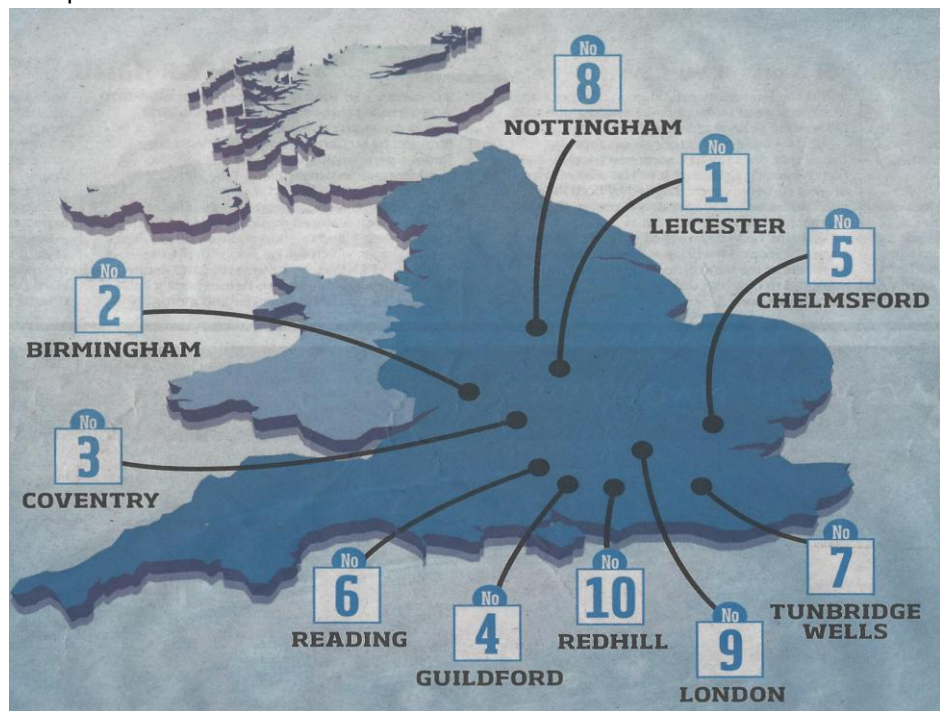 No
8
NOTTINGHAM
No
1
LEICESTER
No
5
CHELMSFORD
No
2
BIRMINGHAM
No
3
COVENTRY
No
6
READING
No
4
GUILDFORD
No
10
REDHILL
No
9
LONDON
No
7
TUNBRIDGE
WELLS